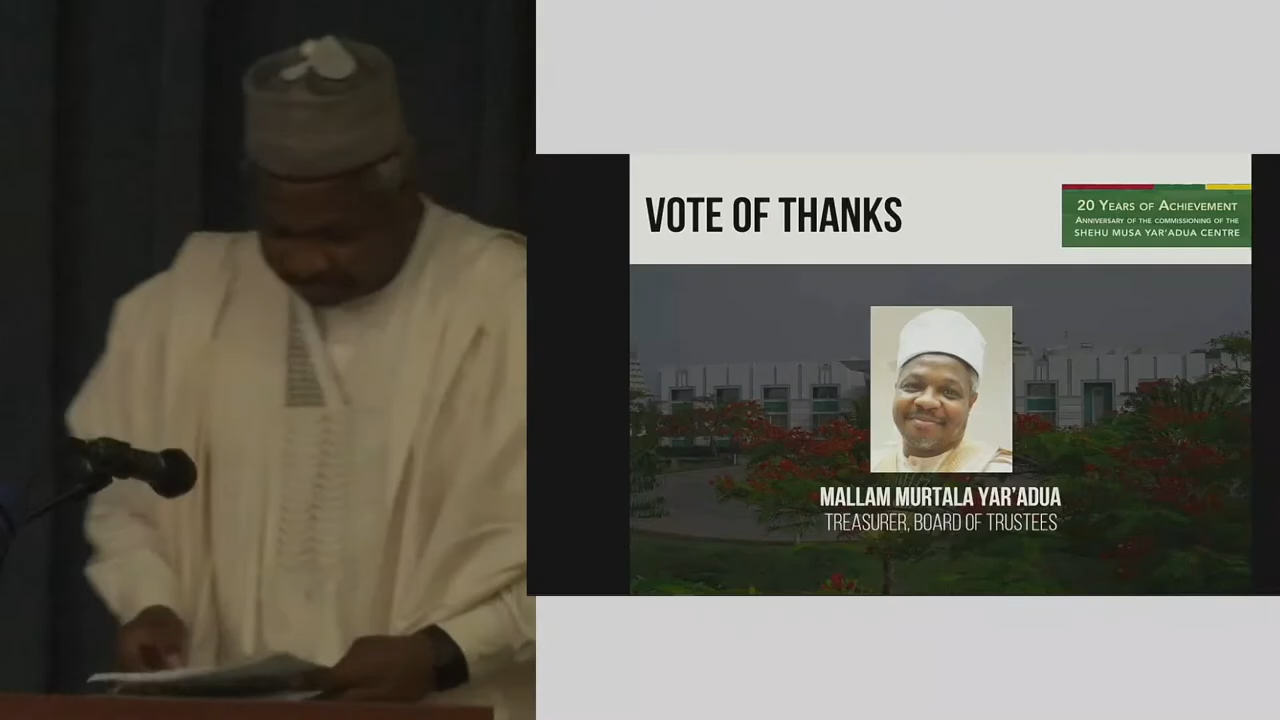 VOTE OF THANKS
20 YEARS OF ACHIEVEMENT
ANNIVERSARY OF THE COMMISSIONING OF THE
SHEHU MUSA YAR'ADUA CENTRE
MALLAM MURTALA YAR'ADUA
TREASURER, BOARD OF TRUSTEES